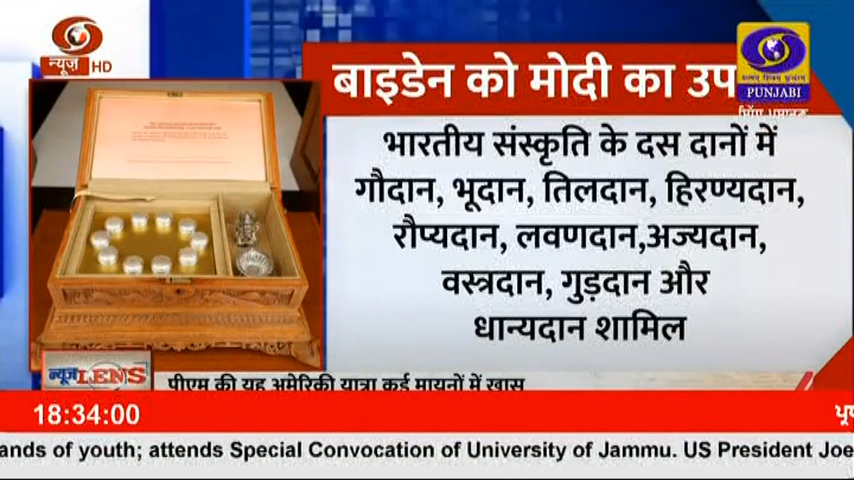 न्यूज़ HD
बाइडेन को मोदी का
PUNJABI
भारतीय संस्कृति के दस दानों में
गौदान, भूदान, तिलदान, हिरण्यदान,
रौप्यदान, लवणदान,अज्यदान,
वस्त्रदान, गुड़दान और
धान्यदान शामिल
न्यूज़ LENS
पीएम की यह अमेरिकी यात्रा कई मायनों में खास
18:34:00
ands of youth; attends Special Convocation of University of Jammu. US President Joe